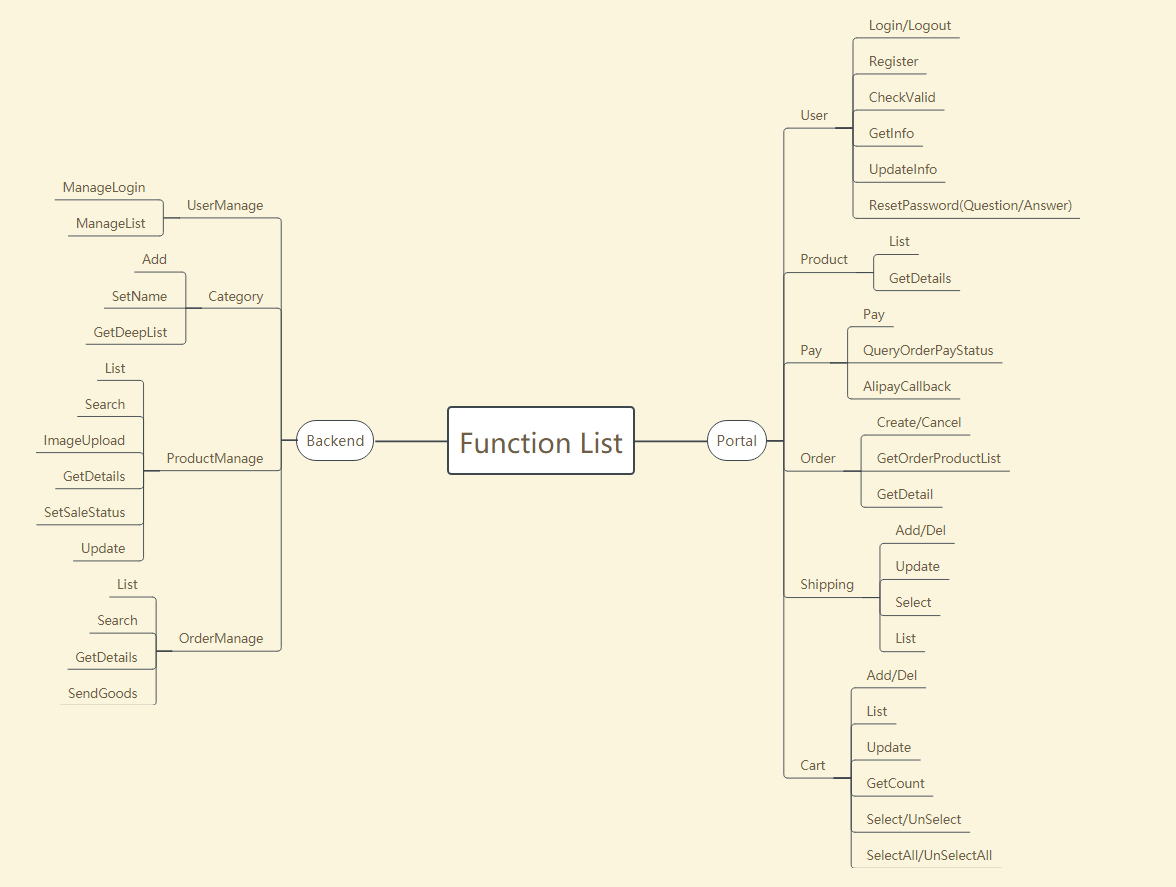 Function List
Backend
UserManage
ManageLogin
ManageList
Category
Add
SetName
GetDeepList
ProductManage
List
Search
ImageUpload
GetDetails
SetSaleStatus
Update
OrderManage
List
Search
GetDetails
SendGoods
Portal
User
Login/Logout
Register
CheckValid
GetInfo
UpdateInfo
ResetPassword(Question/Answer)
Product
List
GetDetails
Pay
Pay
QueryOrderPayStatus
AlipayCallback
Order
Create/Cancel
GetOrderProductList
GetDetail
Shipping
Add/Del
Update
Select
List
Cart
Add/Del
List
Update
GetCount
Select/UnSelect
SelectAll/UnSelectAll